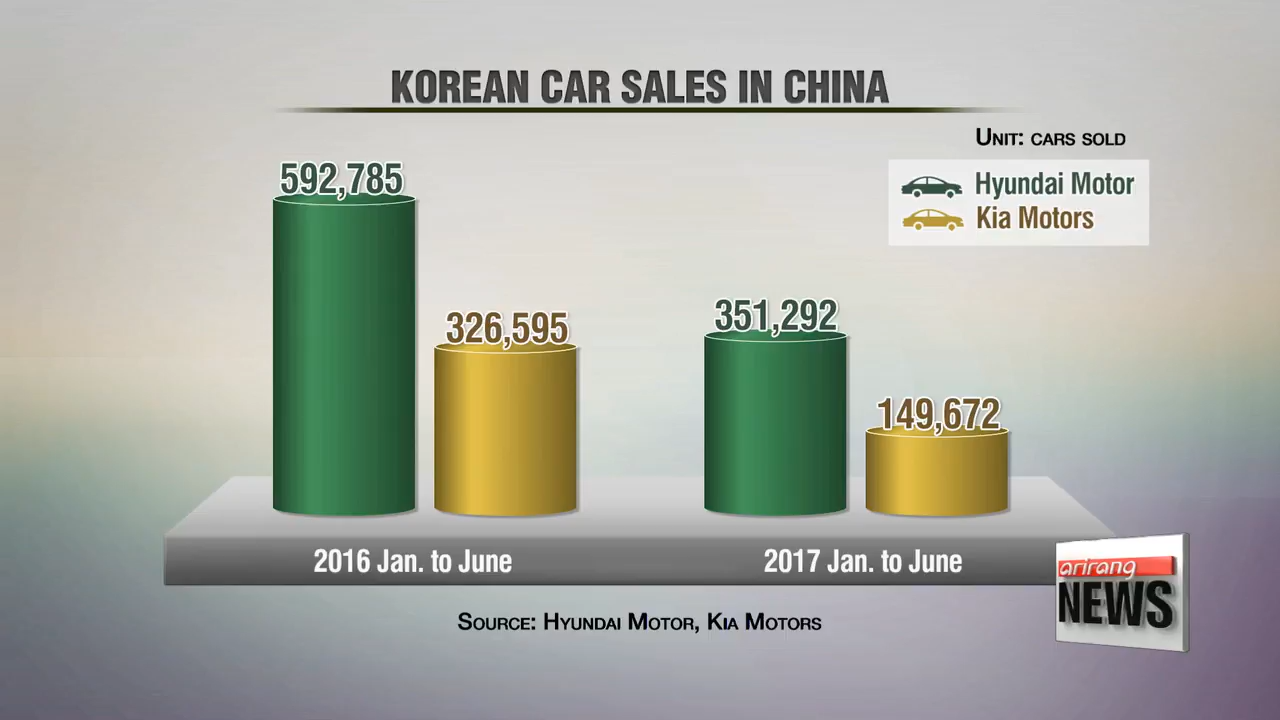 KOREAN CAR SALES IN CHINA
UNIT: CARS SOLD
Hyundai Motor
Kia Motors
592,785
326,595
351,292
149,672
2016 Jan. to June
2017 Jan. to June
SOURCE: HYUNDAI MOTOR, KIA MOTORS
arirang
NEWS